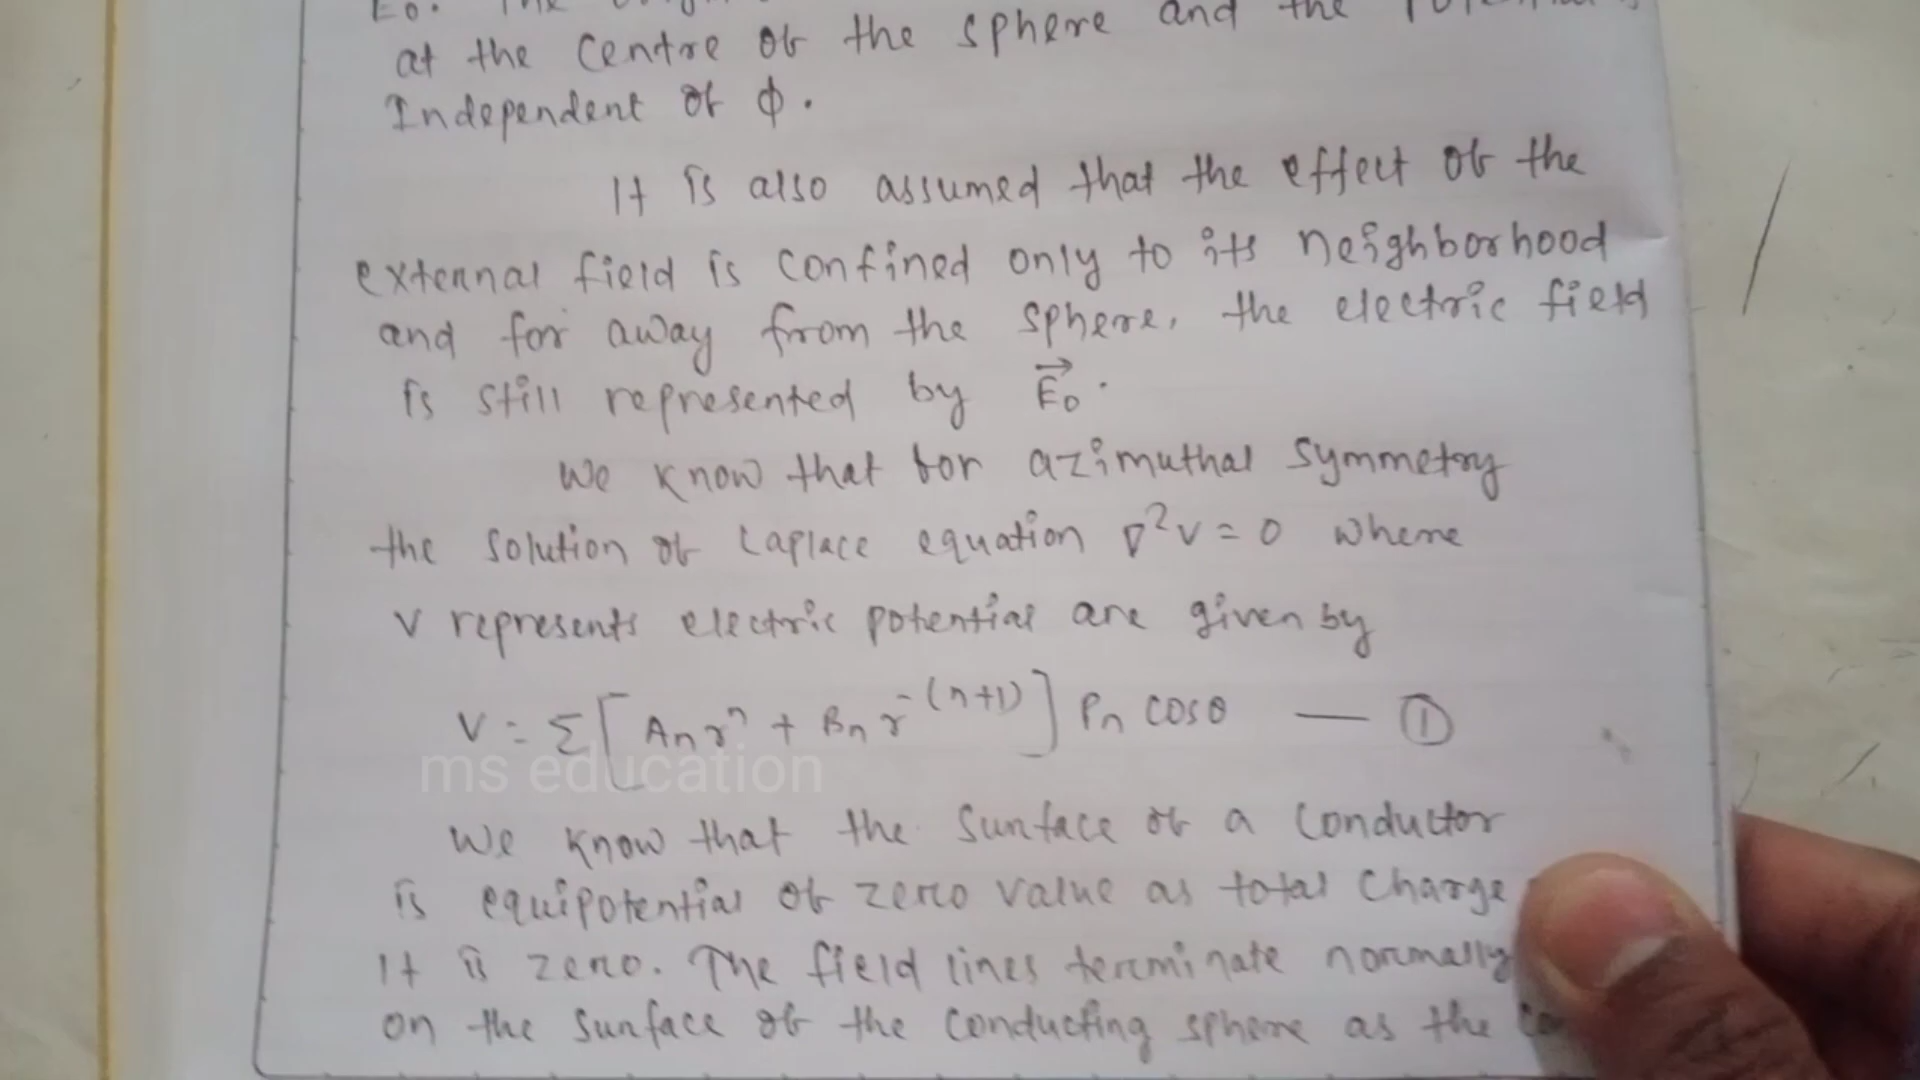 E₀. The
at the Centre of the sphere and the
Independent of ϕ.
It is also assumed that the effect of the
external field is confined only to its neighborhood
and for away from the sphere, the electric field
is still represented by E⃗₀.
We know that for azimuthal symmetry
the solution of Laplace equation ∇²v = 0 where
v represents electric potential are given by
V = Σ[Anrⁿ + Bn r^-(n+1)] Pn cosθ — ①
ms education
We know that the surface of a conductor
is equipotential of zero value as total charge
It is zero. The field lines terminate normally
on the surface of the conducting sphere as the